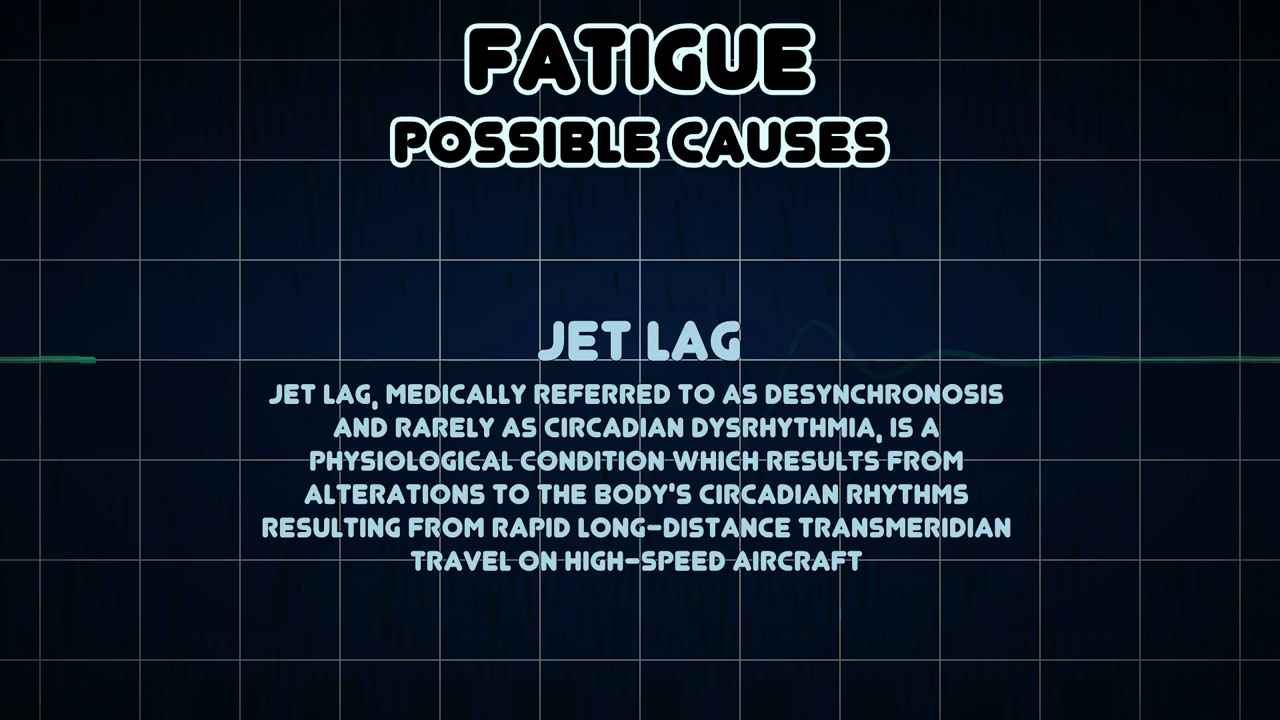 FATIGUE
POSSIBLE CAUSES
JET LAG
JET LAG, MEDICALLY REFERRED TO AS DESYNCHRONOSIS
AND RARELY AS CIRCADIAN DYSRHYTHMIA, IS A
PHYSIOLOGICAL CONDITION WHICH RESULTS FROM
ALTERATIONS TO THE BODY'S CIRCADIAN RHYTHMS
RESULTING FROM RAPID LONG-DISTANCE TRANSMERIDIAN
TRAVEL ON HIGH-SPEED AIRCRAFT